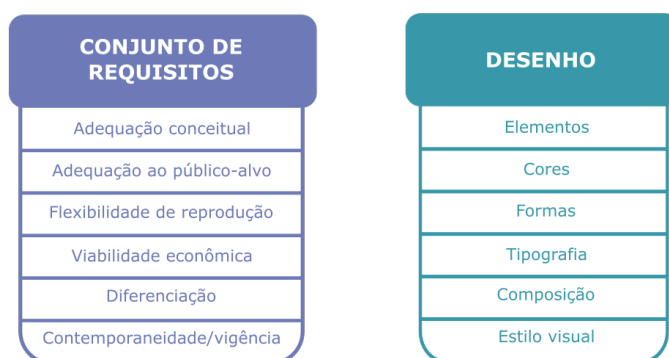 CONJUNTO DE
REQUISITOS
Adequação conceitual
Adequação ao público-alvo
Flexibilidade de reprodução
Viabilidade econômica
Diferenciação
Contemporaneidade/vigência
DESENHO
Elementos
Cores
Formas
Tipografia
Composição
Estilo visual